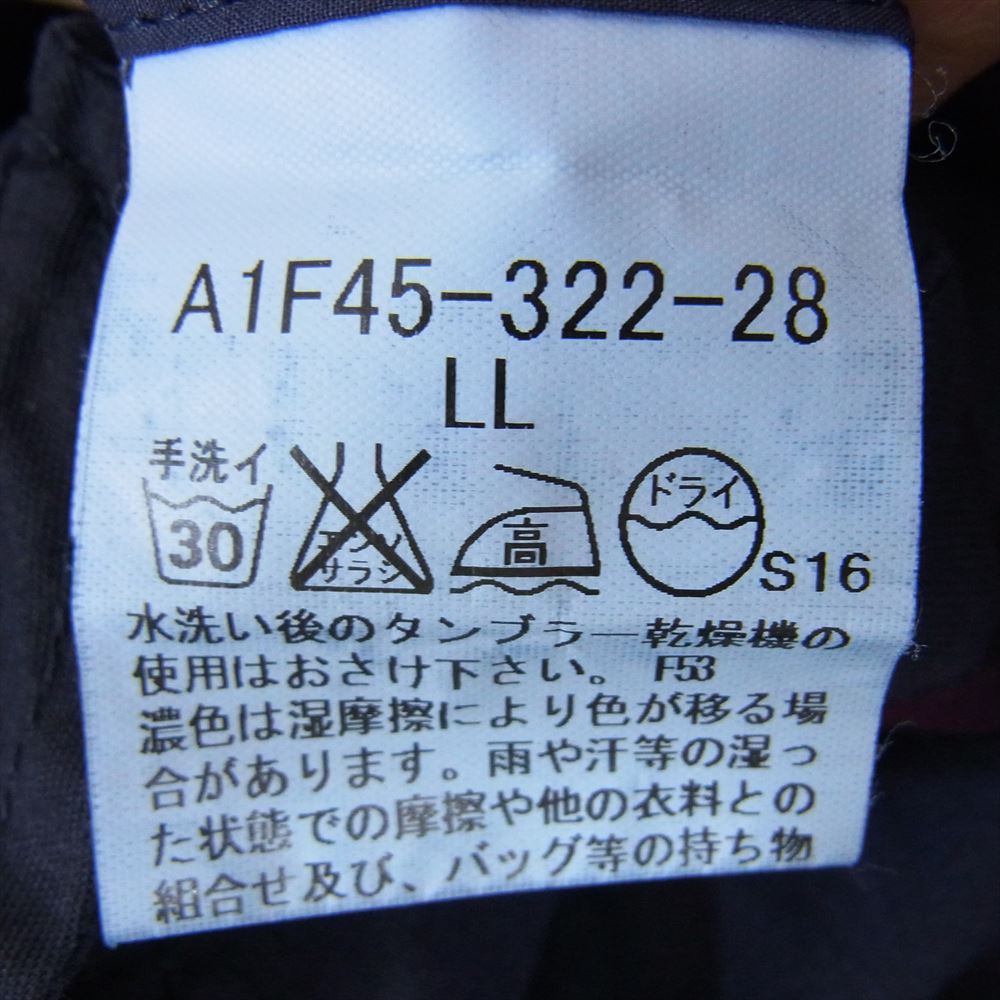 A1F45-322-28
LL
手洗イ
30
エンソ
サラシ
高
ドライ
S16
水洗い後のタンブラー乾燥機の
使用はおさけ下さい。 F53
濃色は湿摩擦により色が移る場
合があります。雨や汗等の湿っ
た状態での摩擦や他の衣料との
組合せ及び、バッグ等の持ち物